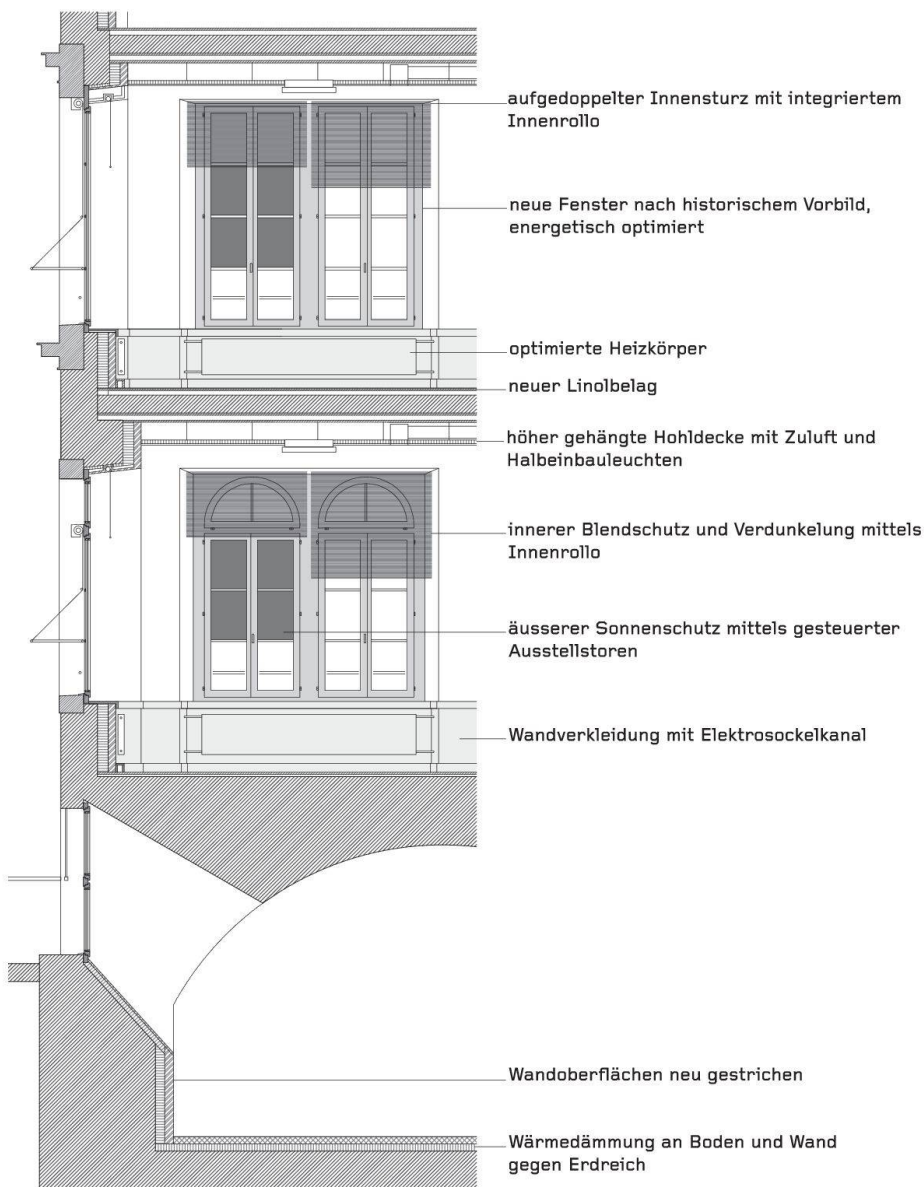 aufgedoppelter Innensturz mit integriertem
Innenrollo
neue Fenster nach historischem Vorbild,
energetisch optimiert
optimierte Heizkörper
neuer Linolbelag
höher gehängte Hohldecke mit Zuluft und
Halbeinbauleuchten
innerer Blendschutz und Verdunkelung mittels
Innenrollo
äusserer Sonnenschutz mittels gesteuerter
Ausstellstoren
Wandverkleidung mit Elektrosockelkanal
Wandoberflächen neu gestrichen
Wärmedämmung an Boden und Wand
gegen Erdreich